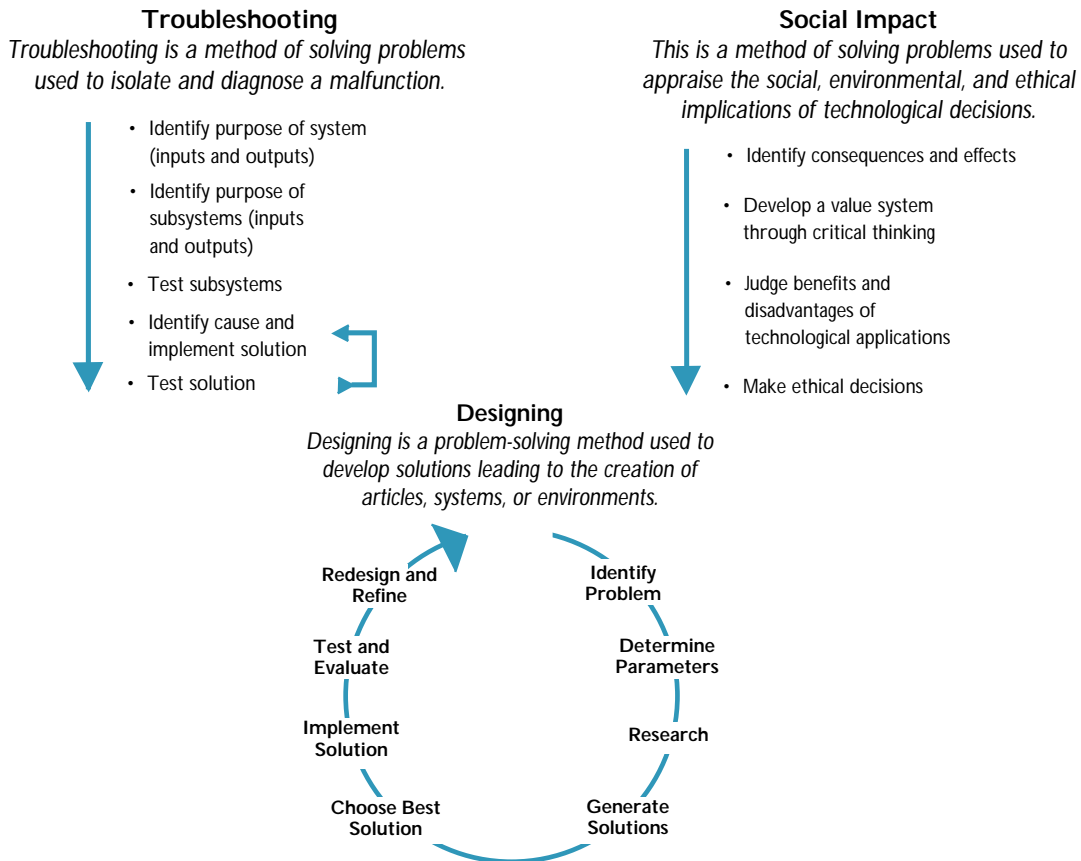 Troubleshooting
Troubleshooting is a method of solving problems
used to isolate and diagnose a malfunction.
• Identify purpose of system
(inputs and outputs)
• Identify purpose of
subsystems (inputs
and outputs)
• Test subsystems
• Identify cause and
implement solution
• Test solution
Social Impact
This is a method of solving problems used to
appraise the social, environmental, and ethical
implications of technological decisions.
• Identify consequences and effects
• Develop a value system
through critical thinking
• Judge benefits and
disadvantages of
technological applications
• Make ethical decisions
Designing
Designing is a problem-solving method used to
develop solutions leading to the creation of
articles, systems, or environments.
Identify
Problem
Determine
Parameters
Research
Generate
Solutions
Choose Best
Solution
Implement
Solution
Test and
Evaluate
Redesign and
Refine